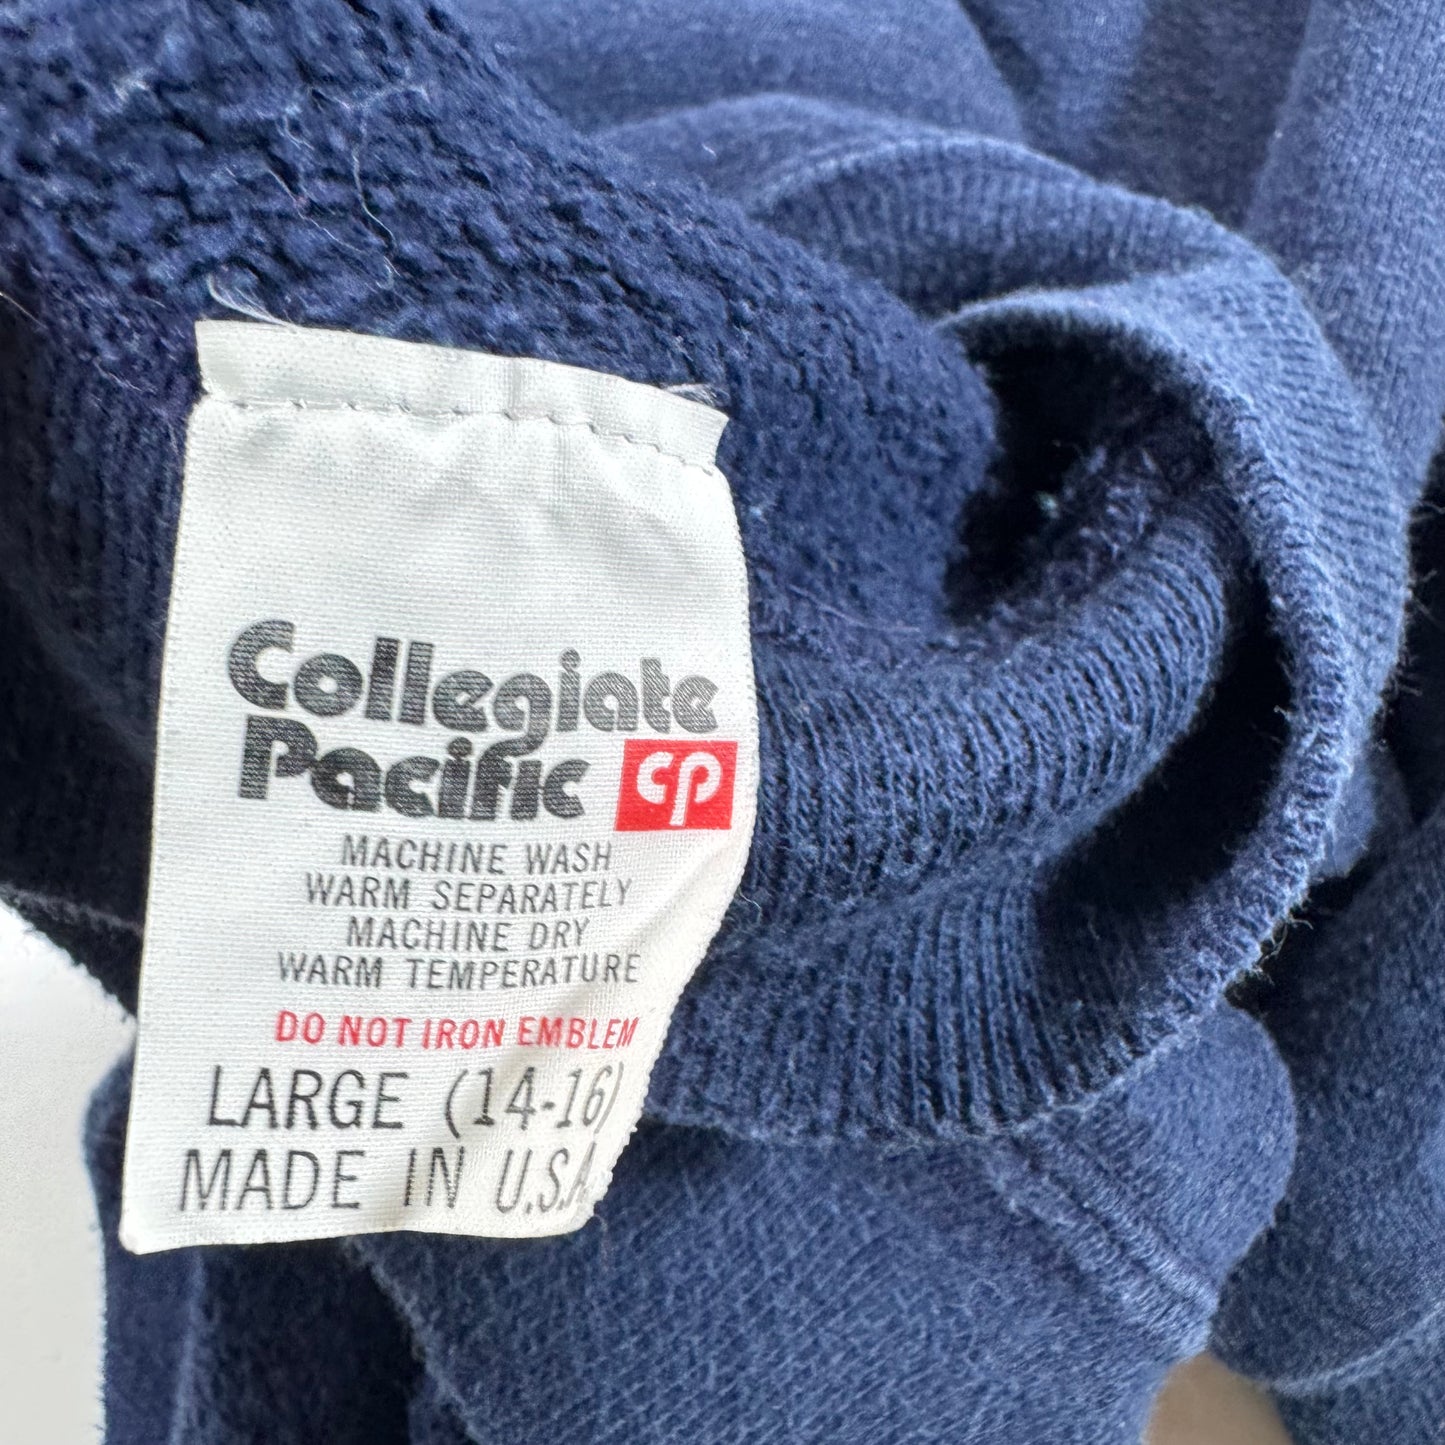 Collegiate
Pacific cp
MACHINE WASH
WARM SEPARATELY
MACHINE DRY
WARM TEMPERATURE
DO NOT IRON EMBLEM
LARGE (14-16)
MADE IN U.S.A.